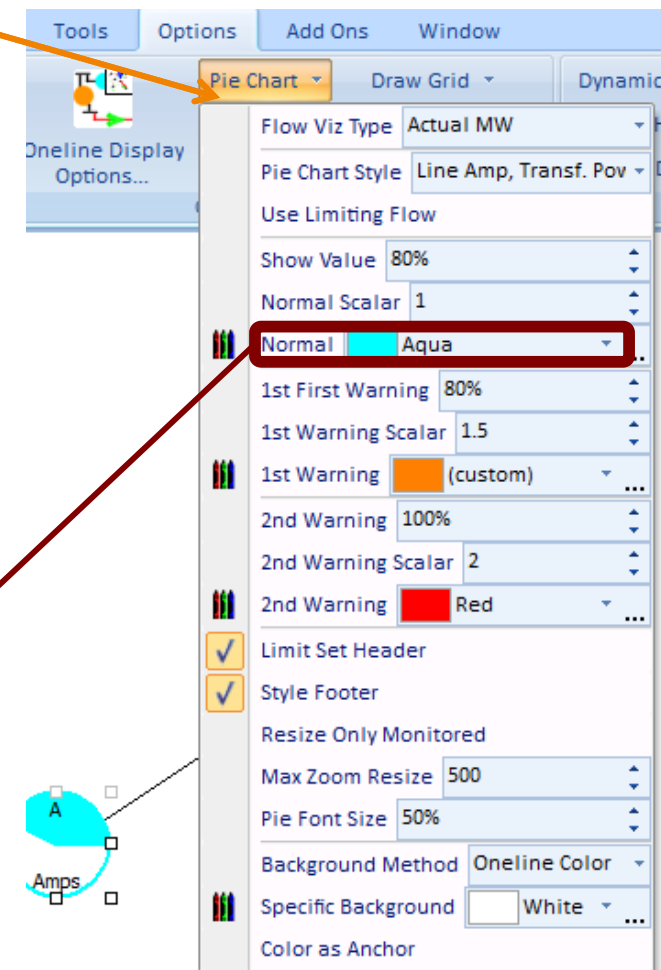 Tools Options Add Ons Window
Pie Chart Draw Grid Dynamic
Oneline Display
Options...
Flow Viz Type Actual MW
Pie Chart Style Line Amp, Transf. Pov
Use Limiting Flow
Show Value 80%
Normal Scalar 1
Normal Aqua ...
1st First Warning 80%
1st Warning Scalar 1.5
1st Warning (custom) ...
2nd Warning 100%
2nd Warning Scalar 2
2nd Warning Red ...
Limit Set Header
Style Footer
Resize Only Monitored
Max Zoom Resize 500
Pie Font Size 50%
Background Method Oneline Color
Specific Background White ...
Color as Anchor
A
Amps